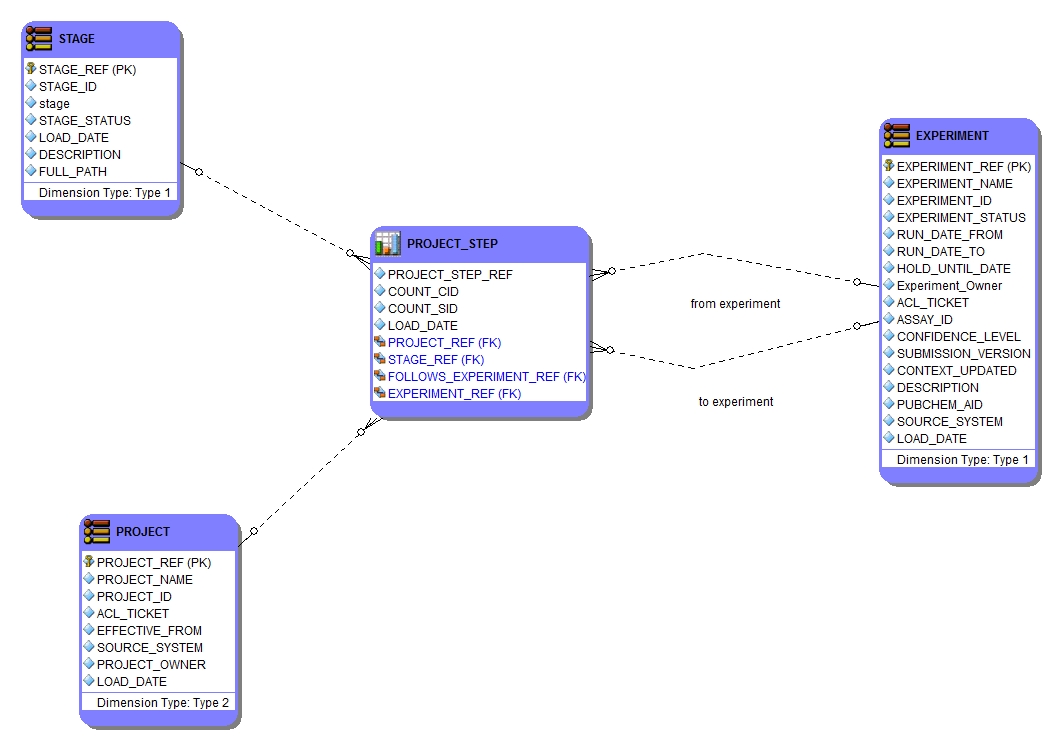 STAGE
STAGE_REF (PK)
STAGE_ID
stage
STAGE_STATUS
LOAD_DATE
DESCRIPTION
FULL_PATH
Dimension Type: Type 1
PROJECT_STEP
PROJECT_STEP_REF
COUNT_CID
COUNT_SID
LOAD_DATE
PROJECT_REF (FK)
STAGE_REF (FK)
FOLLOWS_EXPERIMENT_REF (FK)
EXPERIMENT_REF (FK)
from experiment
to experiment
EXPERIMENT
EXPERIMENT_REF (PK)
EXPERIMENT_NAME
EXPERIMENT_ID
EXPERIMENT_STATUS
RUN_DATE_FROM
RUN_DATE_TO
HOLD_UNTIL_DATE
Experiment_Owner
ACL_TICKET
ASSAY_ID
CONFIDENCE_LEVEL
SUBMISSION_VERSION
CONTEXT_UPDATED
DESCRIPTION
PUBCHEM_AID
SOURCE_SYSTEM
LOAD_DATE
Dimension Type: Type 1
PROJECT
PROJECT_REF (PK)
PROJECT_NAME
PROJECT_ID
ACL_TICKET
EFFECTIVE_FROM
SOURCE_SYSTEM
PROJECT_OWNER
LOAD_DATE
Dimension Type: Type 2